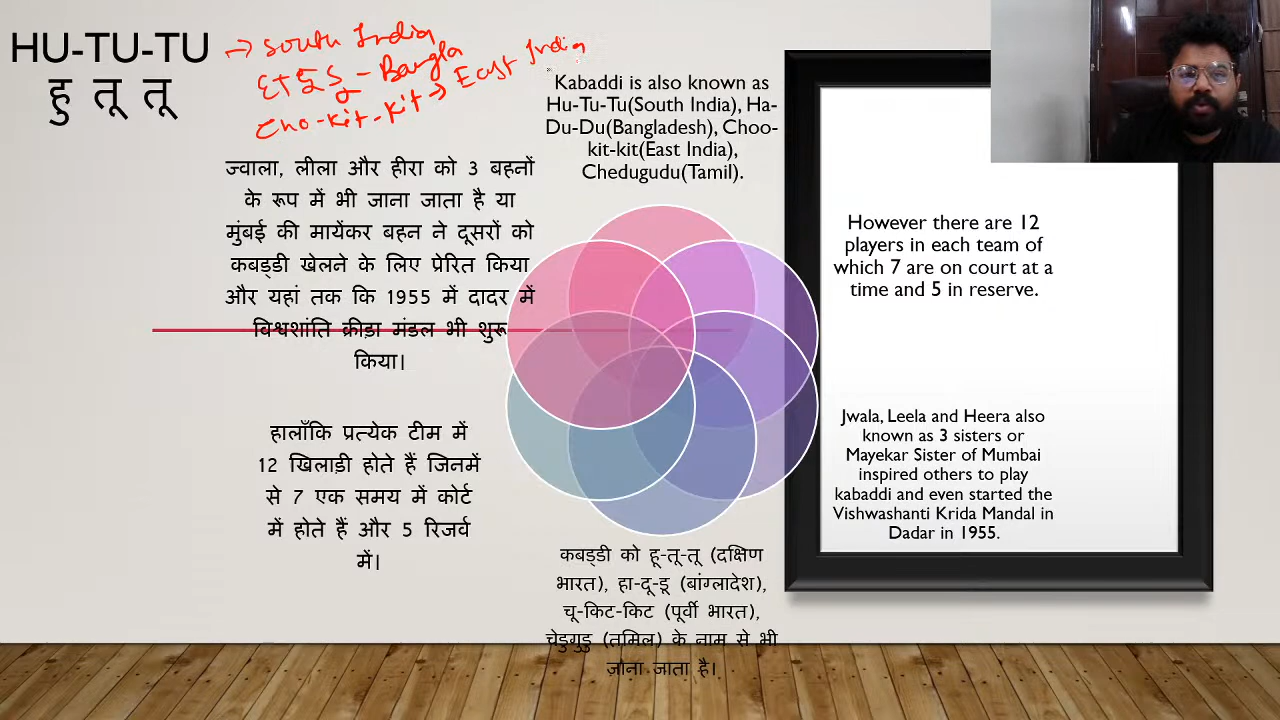 HU-TU-TU
हु तू तू
→ South India
हाडूडू - Bangla
Cho-kit-kit → East India
Kabaddi is also known as
Hu-Tu-Tu(South India), Ha-
Du-Du(Bangladesh), Choo-
kit-kit(East India),
Chedugudu(Tamil).
ज्वाला, लीला और हीरा को 3 बहनों
के रूप में भी जाना जाता है या
मुंबई की मायेंकर बहन ने दूसरों को
कबड्डी खेलने के लिए प्रेरित किया
और यहां तक कि 1955 में दादर में
विश्वशांति क्रीड़ा मंडल भी शुरू
किया।
हालाँकि प्रत्येक टीम में
12 खिलाड़ी होते हैं जिनमें
से 7 एक समय में कोर्ट
में होते हैं और 5 रिजर्व
में।
However there are 12
players in each team of
which 7 are on court at a
time and 5 in reserve.
Jwala, Leela and Heera also
known as 3 sisters or
Mayekar Sister of Mumbai
inspired others to play
kabaddi and even started the
Vishwashanti Krida Mandal in
Dadar in 1955.
कबड्डी को हू-तू-तू (दक्षिण
भारत), हा-दू-डू (बांग्लादेश),
चू-किट-किट (पूर्वी भारत),
चेडुगुडु (तमिल) के नाम से भी
जाना जाता है।